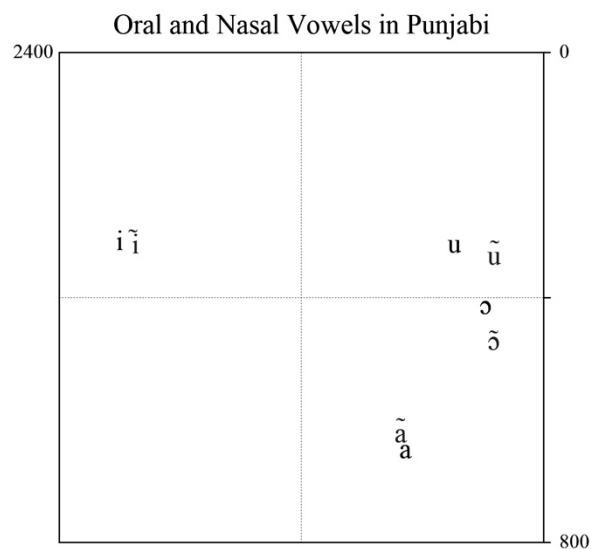 Oral and Nasal Vowels in Punjabi
2400 0
i ĩ u ũ
ɔ
ɔ̃
ã
a
800